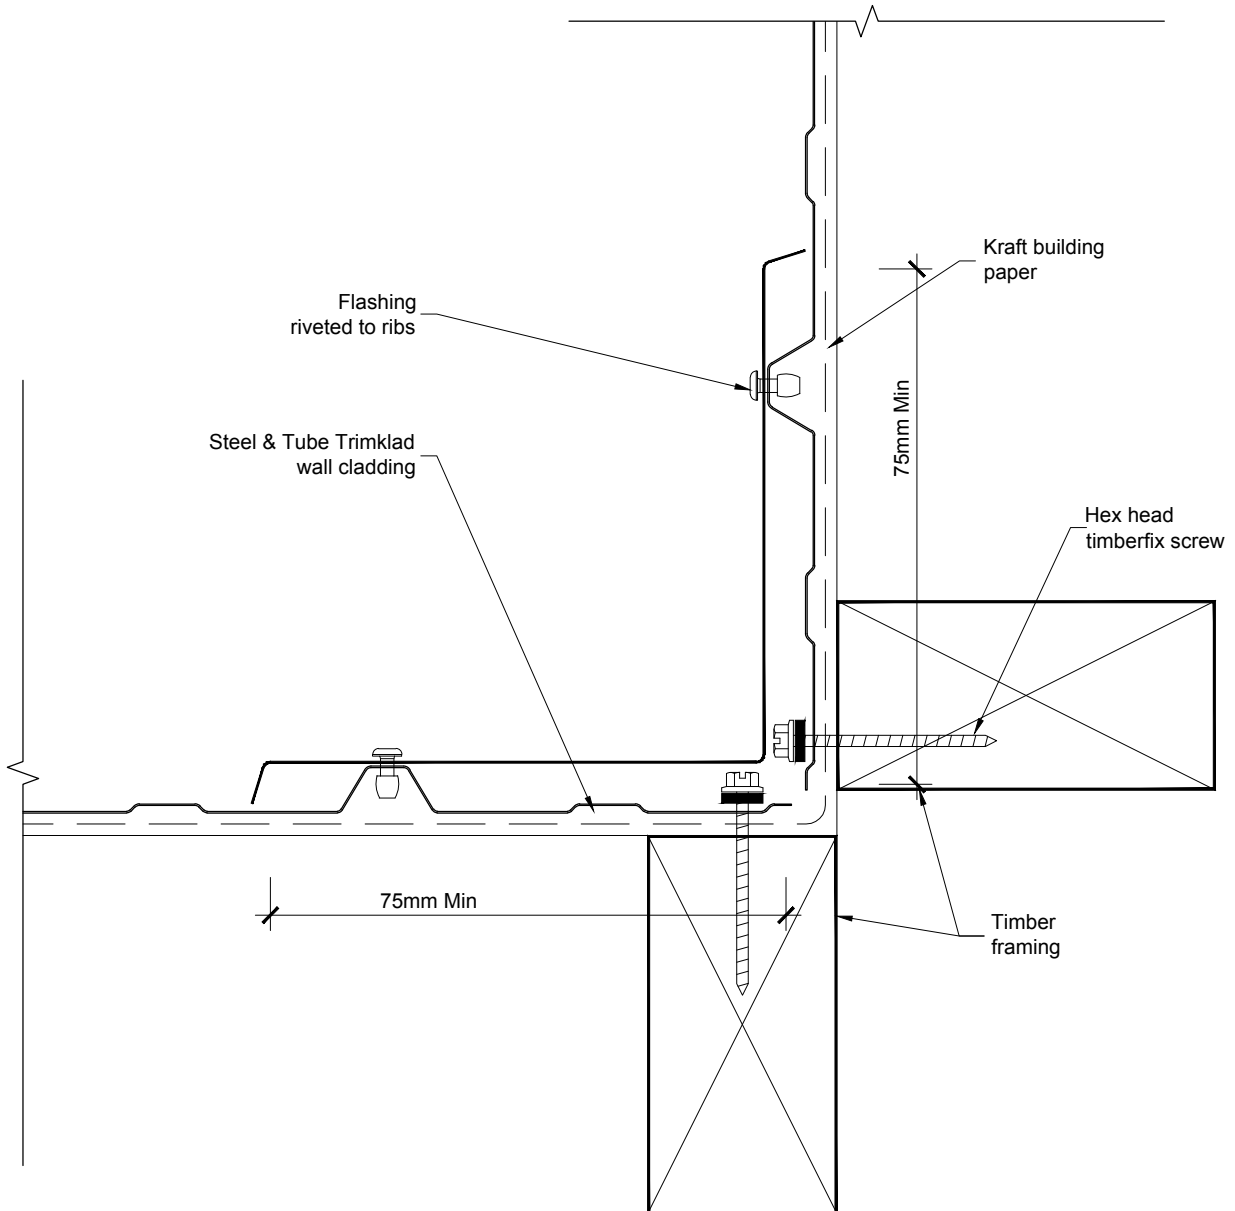 Kraft building
paper
Flashing
riveted to ribs
75mm Min
Steel & Tube Trimklad
wall cladding
Hex head
timberfix screw
75mm Min
Timber
framing